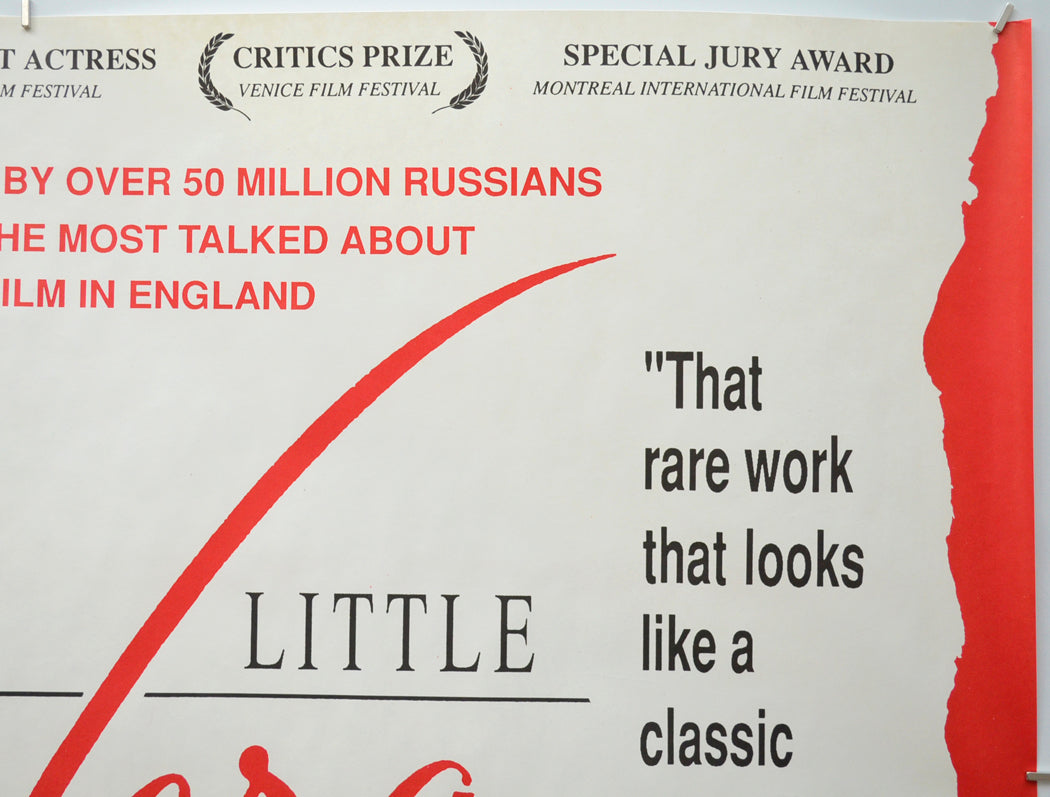 T ACTRESS
M FESTIVAL
CRITICS PRIZE
VENICE FILM FESTIVAL
SPECIAL JURY AWARD
MONTREAL INTERNATIONAL FILM FESTIVAL
BY OVER 50 MILLION RUSSIANS
HE MOST TALKED ABOUT
ILM IN ENGLAND
LITTLE
"That
rare work
that looks
like a
classic